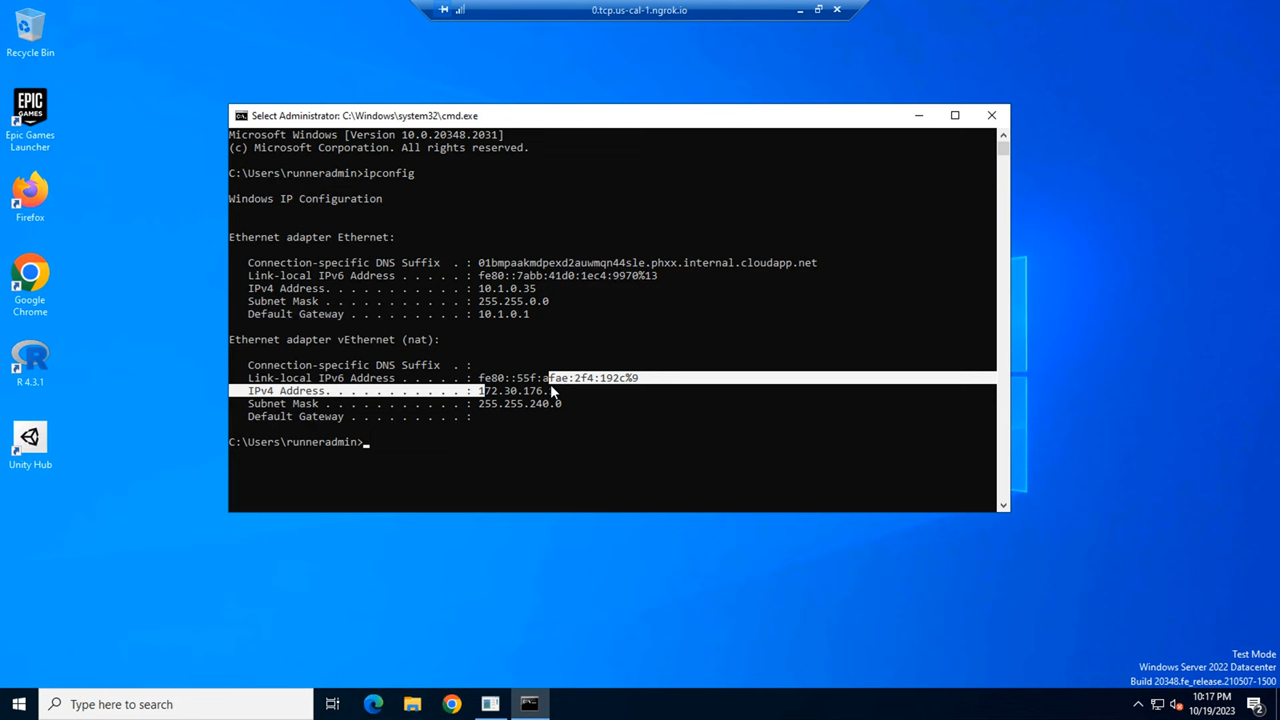 0.tcp.us-cal-1.ngrok.io
Recycle Bin
EPIC
GAMES
Epic Games
Launcher
Firefox
Google
Chrome
R 4.3.1
Unity Hub
Select Administrator: C:\Windows\system32\cmd.exe
Microsoft Windows [Version 10.0.20348.2031]
(c) Microsoft Corporation. All rights reserved.
C:\Users\runneradmin>ipconfig
Windows IP Configuration
Ethernet adapter Ethernet:
Connection-specific DNS Suffix . : 01bmpaakmdpexd2auwmqn44sle.phxx.internal.cloudapp.net
Link-local IPv6 Address . . . . . : fe80::7abb:41d0:1ec4:9970%13
IPv4 Address. . . . . . . . . . . : 10.1.0.35
Subnet Mask . . . . . . . . . . . : 255.255.0.0
Default Gateway . . . . . . . . . : 10.1.0.1
Ethernet adapter vEthernet (nat):
Connection-specific DNS Suffix . :
Link-local IPv6 Address . . . . . : fe80::55f:afae:2f4:192c%9
IPv4 Address. . . . . . . . . . . : 172.30.176.
Subnet Mask . . . . . . . . . . . : 255.255.240.0
Default Gateway . . . . . . . . . :
C:\Users\runneradmin>
Test Mode
Windows Server 2022 Datacenter
Build 20348.fe_release.210507-1500
Type here to search
10:17 PM
10/19/2023
2